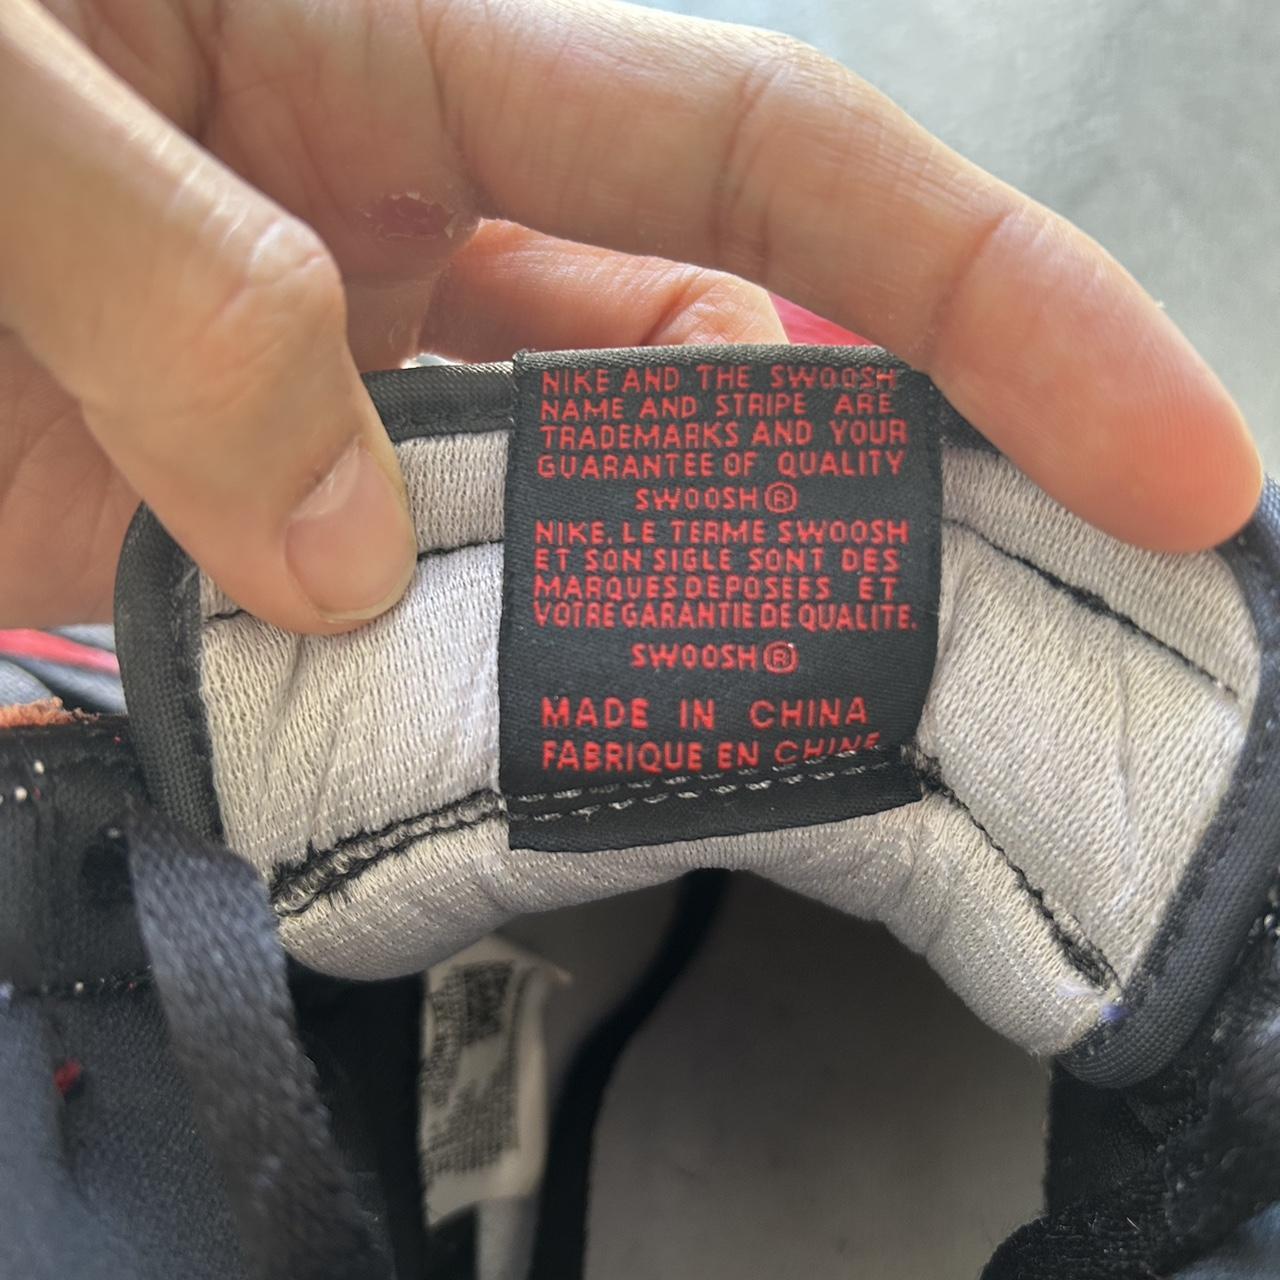 NIKE AND THE SWOOSH
NAME AND STRIPE ARE
TRADEMARKS AND YOUR
GUARANTEE OF QUALITY
SWOOSH®
NIKE. LE TERME SWOOSH
ET SON SIGLE SONT DES
MARQUES DEPOSEES ET
VOTRE GARANTIE DE QUALITE.
SWOOSH®
MADE IN CHINA
FABRIQUE EN CHINE